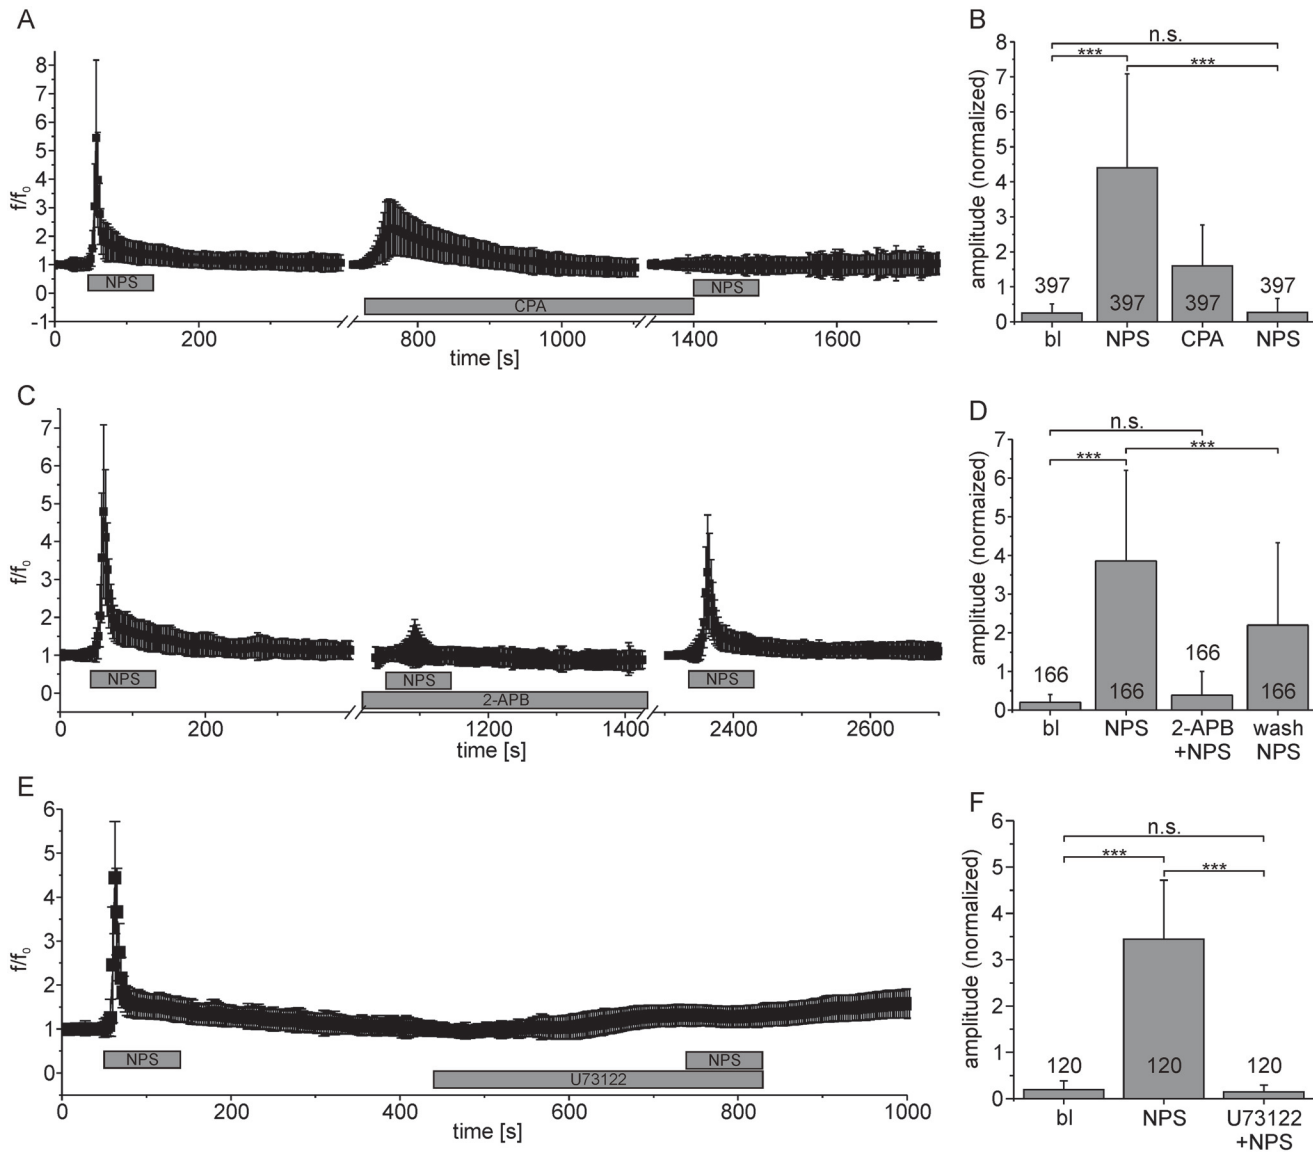 A
f/f0
8
7
6
5
4
3
2
1
0
-1
NPS
CPA
NPS
0 200 800 1000 1400 1600
time [s]
B
amplitude (normalized)
8
7
6
5
4
3
2
1
0
n.s.
*** ***
397 397 397 397
bl NPS CPA NPS
C
f/f0
7
6
5
4
3
2
1
0
NPS NPS NPS
2-APB
0 200 1200 1400 2400 2600
time [s] time [s]
D
amplitude (normaized)
7
6
5
4
3
2
1
0
n.s.
*** ***
166 166 166 166
bl NPS 2-APB wash
+NPS NPS
E
f/f0
6
5
4
3
2
1
0
NPS NPS
U73122
0 200 400 600 800 1000
time [s]
F
amplitude (normalized)
6
5
4
3
2
1
0
n.s.
*** ***
120 120 120
bl NPS U73122
+NPS